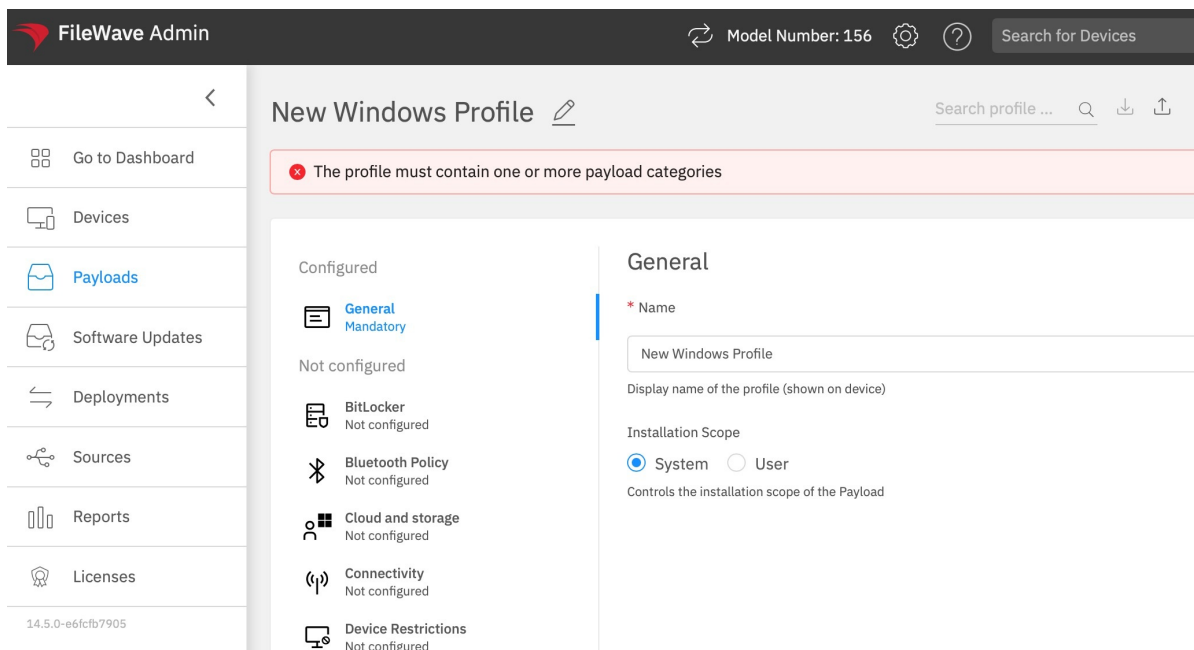 FileWave Admin
Model Number: 156
Search for Devices
New Windows Profile
Search profile ...
The profile must contain one or more payload categories
Go to Dashboard
Devices
Payloads
Software Updates
Deployments
Sources
Reports
Licenses
14.5.0-e6fcfb7905
Configured
General
Mandatory
Not configured
BitLocker
Not configured
Bluetooth Policy
Not configured
Cloud and storage
Not configured
Connectivity
Not configured
Device Restrictions
Not configured
General
* Name
New Windows Profile
Display name of the profile (shown on device)
Installation Scope
System User
Controls the installation scope of the Payload